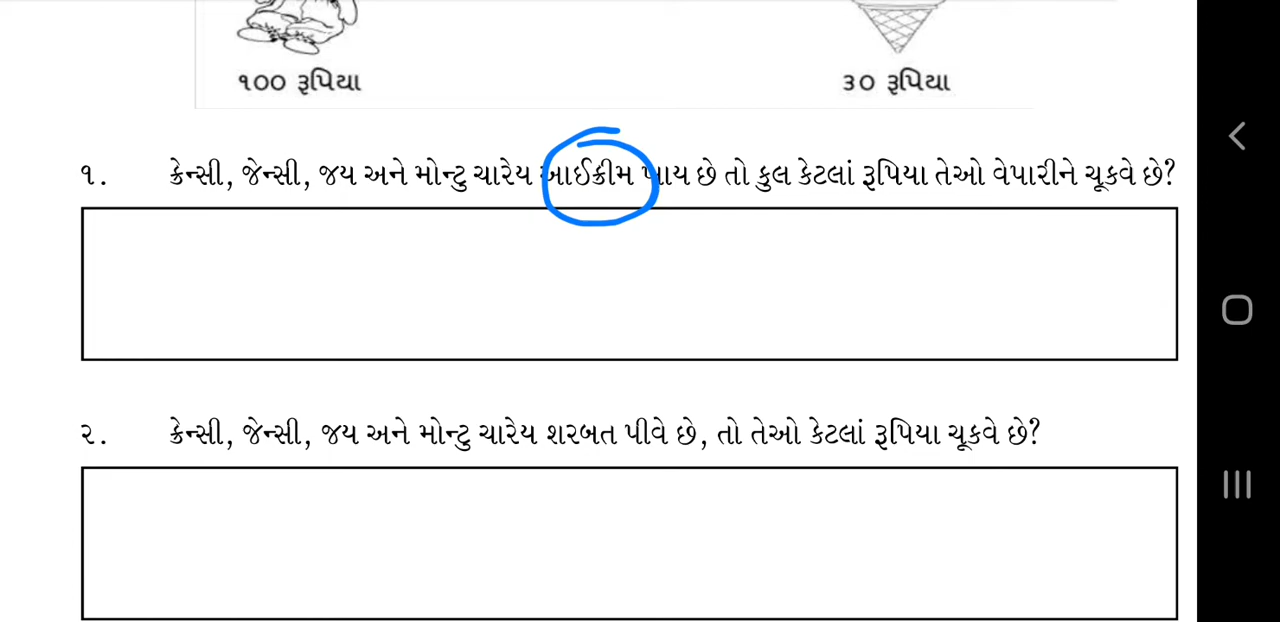 ૧૦૦ રૂપિયા ૩૦ રૂપિયા
૧. ક્રેન્સી, જેન્સી, જય અને મોન્ટુ ચારેય આઈક્રીમ ખાય છે તો કુલ કેટલાં રૂપિયા તેઓ વેપારીને ચૂકવે છે?
૨. ક્રેન્સી, જેન્સી, જય અને મોન્ટુ ચારેય શરબત પીવે છે, તો તેઓ કેટલાં રૂપિયા ચૂકવે છે?